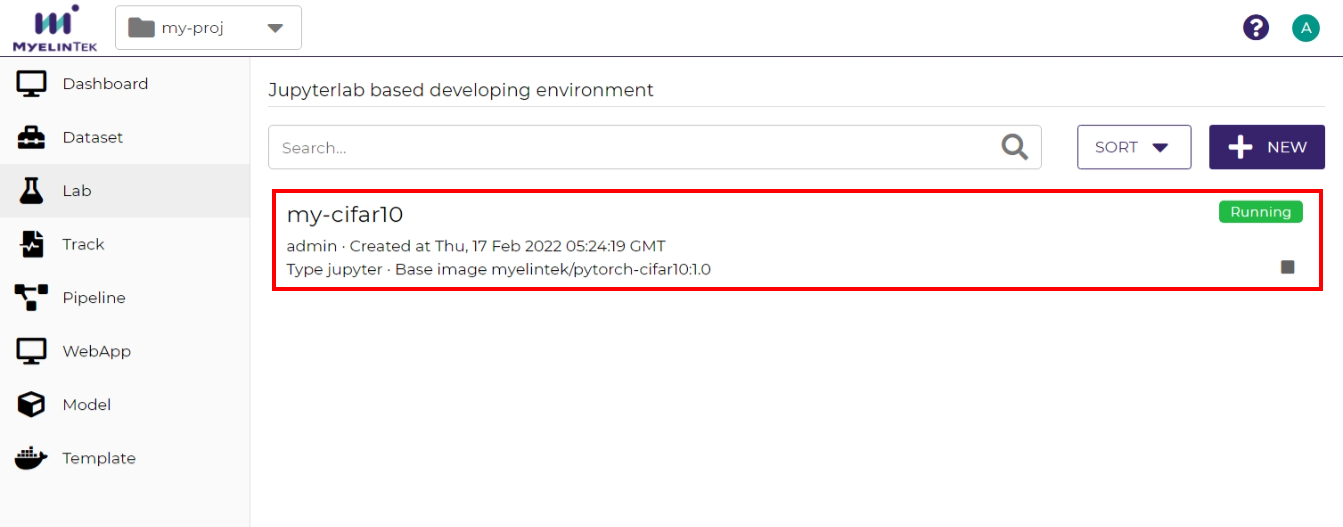 MYELINTEK
my-proj
?
A
Dashboard
Dataset
Lab
Track
Pipeline
WebApp
Model
Template
Jupyterlab based developing environment
Search...
SORT
NEW
my-cifar10
Running
admin · Created at Thu, 17 Feb 2022 05:24:19 GMT
Type jupyter · Base image myelintek/pytorch-cifar10:1.0